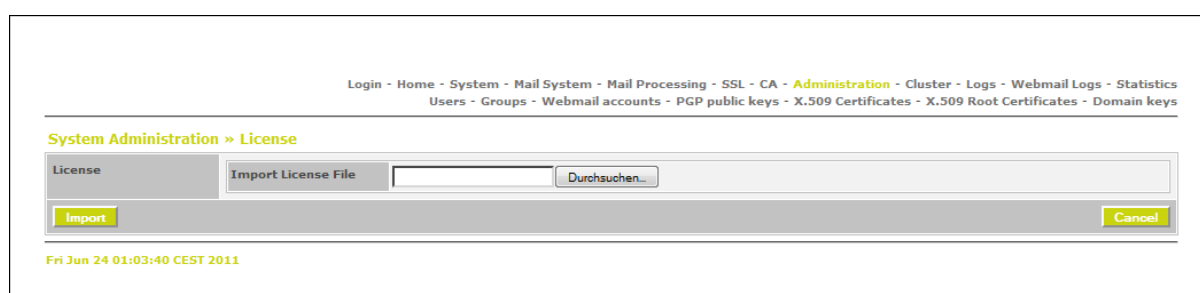 Login - Home - System - Mail System - Mail Processing - SSL - CA - Administration - Cluster - Logs - Webmail Logs - Statistics
Users - Groups - Webmail accounts - PGP public keys - X.509 Certificates - X.509 Root Certificates - Domain keys
System Administration » License
License
Import License File
Durchsuchen...
Import
Cancel
Fri Jun 24 01:03:40 CEST 2011